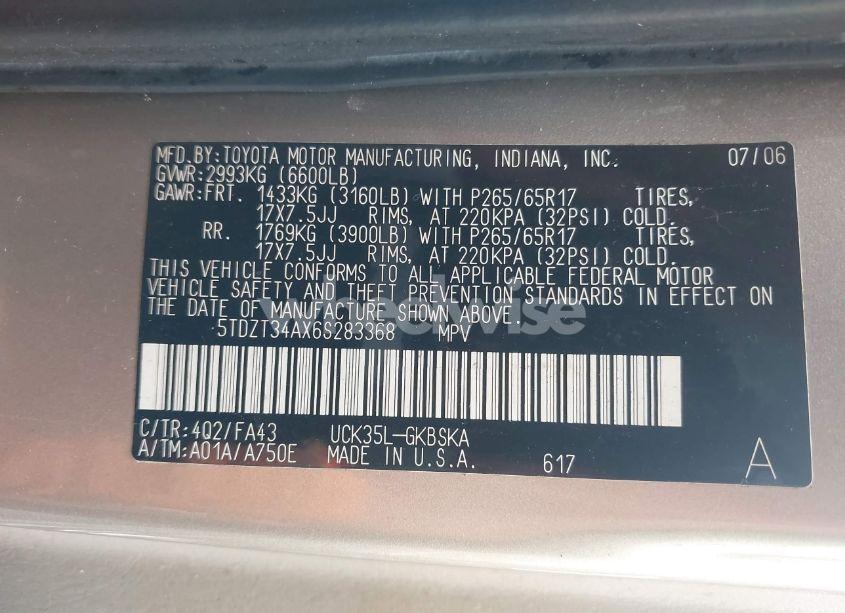 MFD.BY:TOYOTA MOTOR MANUFACTURING, INDIANA, INC. 07/06
GVWR:2993KG (6600LB)
GAWR:FRT. 1433KG (3160LB) WITH P265/65R17 TIRES,
17X7.5JJ RIMS, AT 220KPA (32PSI) COLD.
RR. 1769KG (3900LB) WITH P265/65R17 TIRES,
17X7.5JJ RIMS, AT 220KPA (32PSI) COLD.
THIS VEHICLE CONFORMS TO ALL APPLICABLE FEDERAL MOTOR
VEHICLE SAFETY AND THEFT PREVENTION STANDARDS IN EFFECT ON
THE DATE OF MANUFACTURE SHOWN ABOVE.
wheelwise
5TDZT34AX6S283368 MPV
C/TR:4Q2/FA43 UCK35L-GKBSKA
A/TM:A01A/A750E MADE IN U.S.A. 617 A